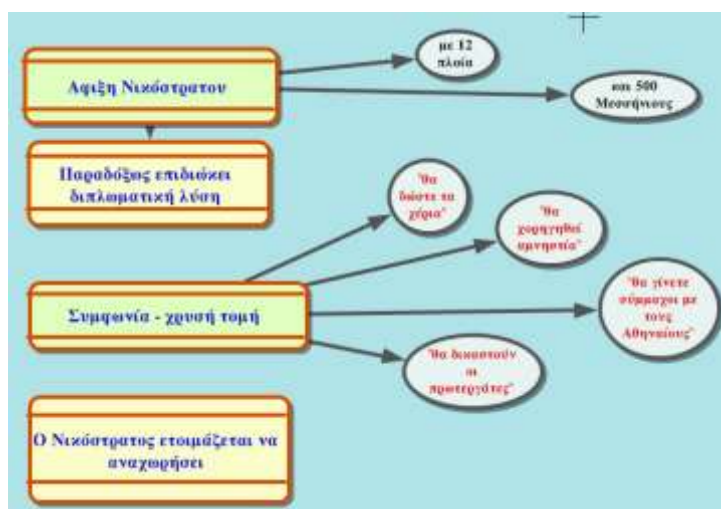 με 12
πλοία
Αφιξη Νικόστρατου
και 500
Μεσσήνιους
Παραδόξως επιδιώκει
διπλωματική λύση
"θα
δώστε τα
χέρια"
"θα
χορηγηθεί
αμνηστία"
"θα γίνετε
σύμμαχοι με
τους
Αθηναίους"
Συμφωνία - χρυσή τομή
"θα δικαστούν
οι
πρωτεργάτες"
Ο Νικόστρατος ετοιμάζεται να
αναχωρήσει